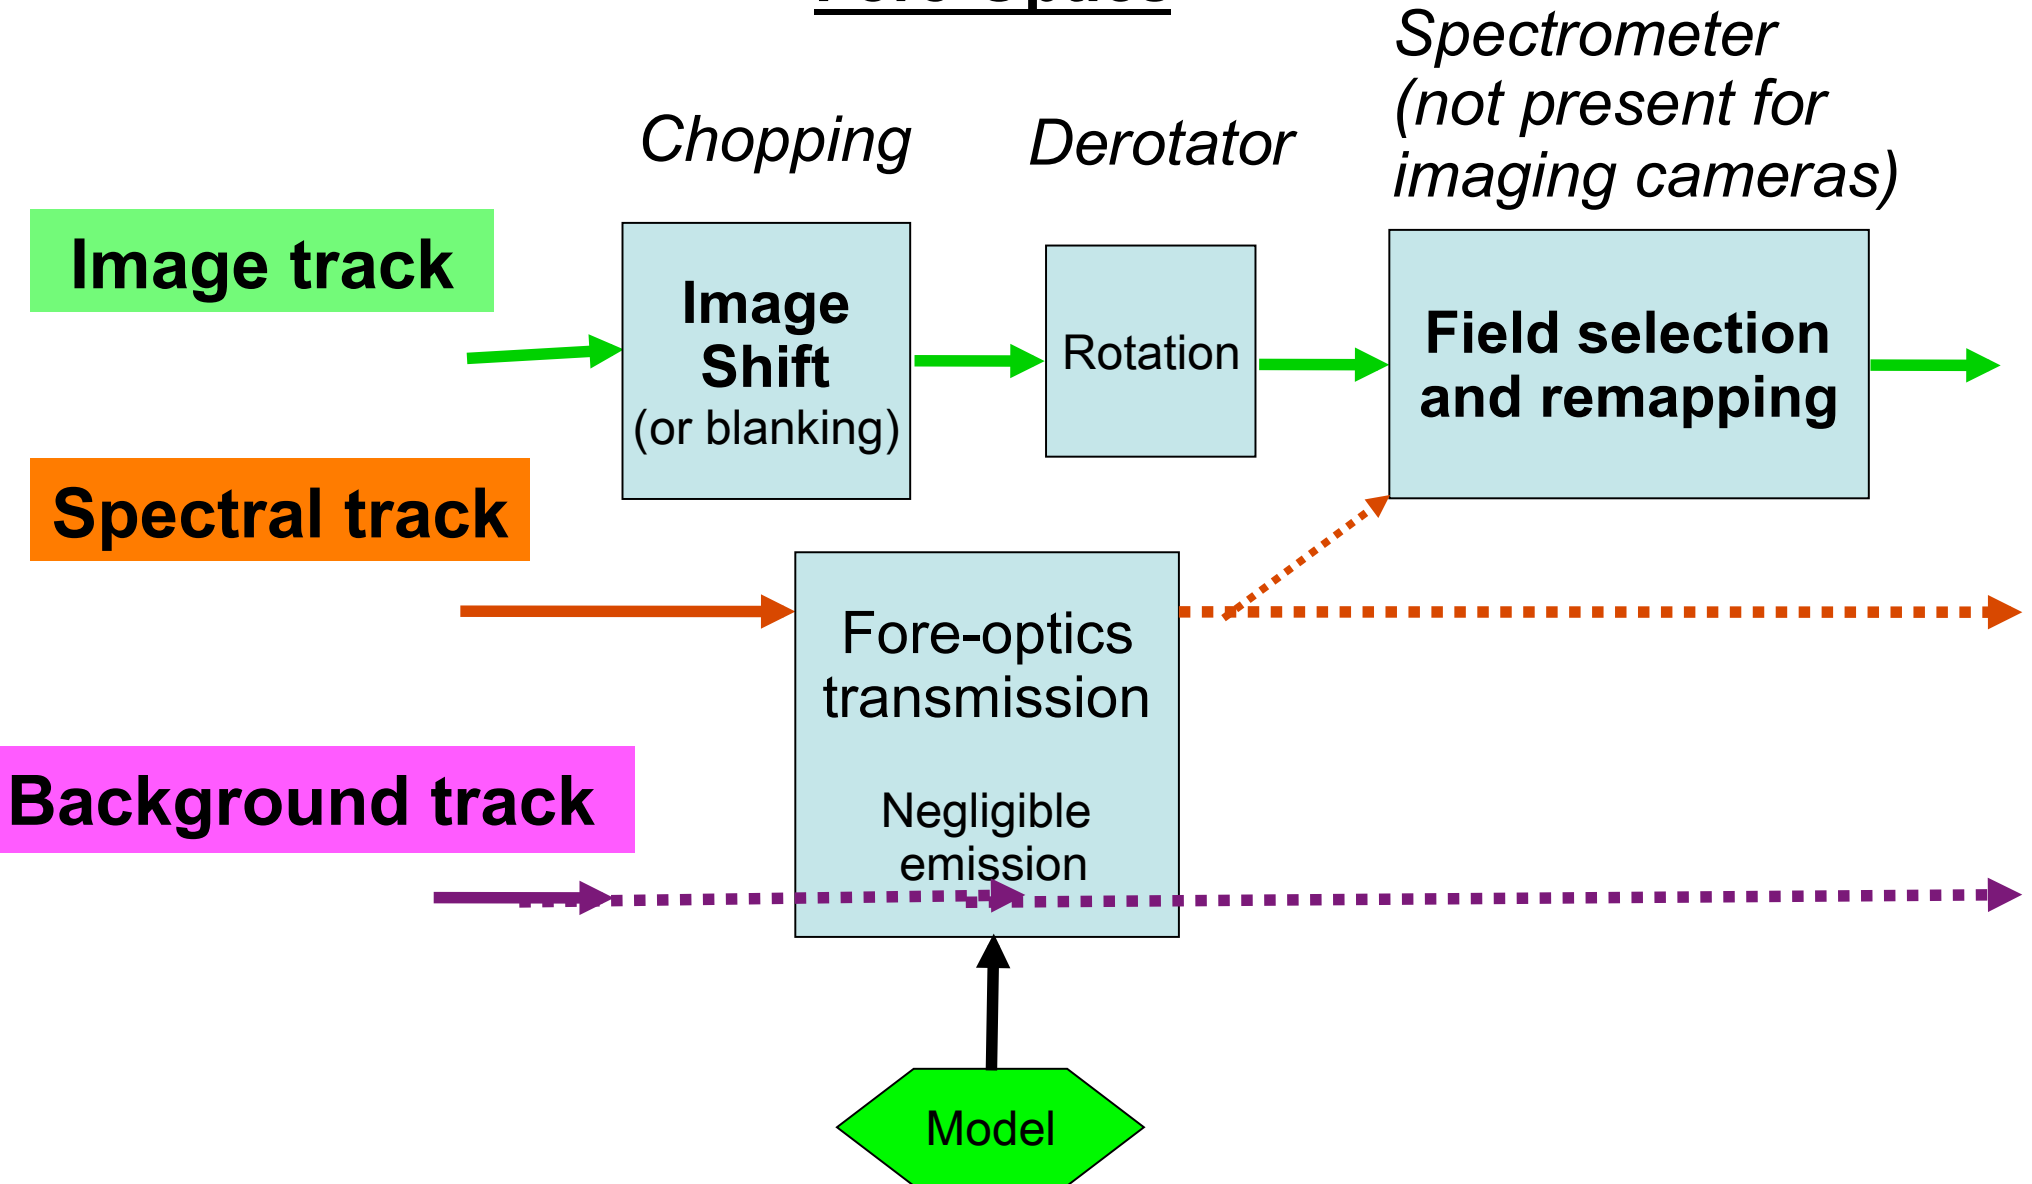 Spectrometer
(not present for
imaging cameras)
Chopping
Derotator
Image track
Image
Shift
(or blanking)
Rotation
Field selection
and remapping
Spectral track
Fore-optics
transmission
Negligible
emission
Background track
Model